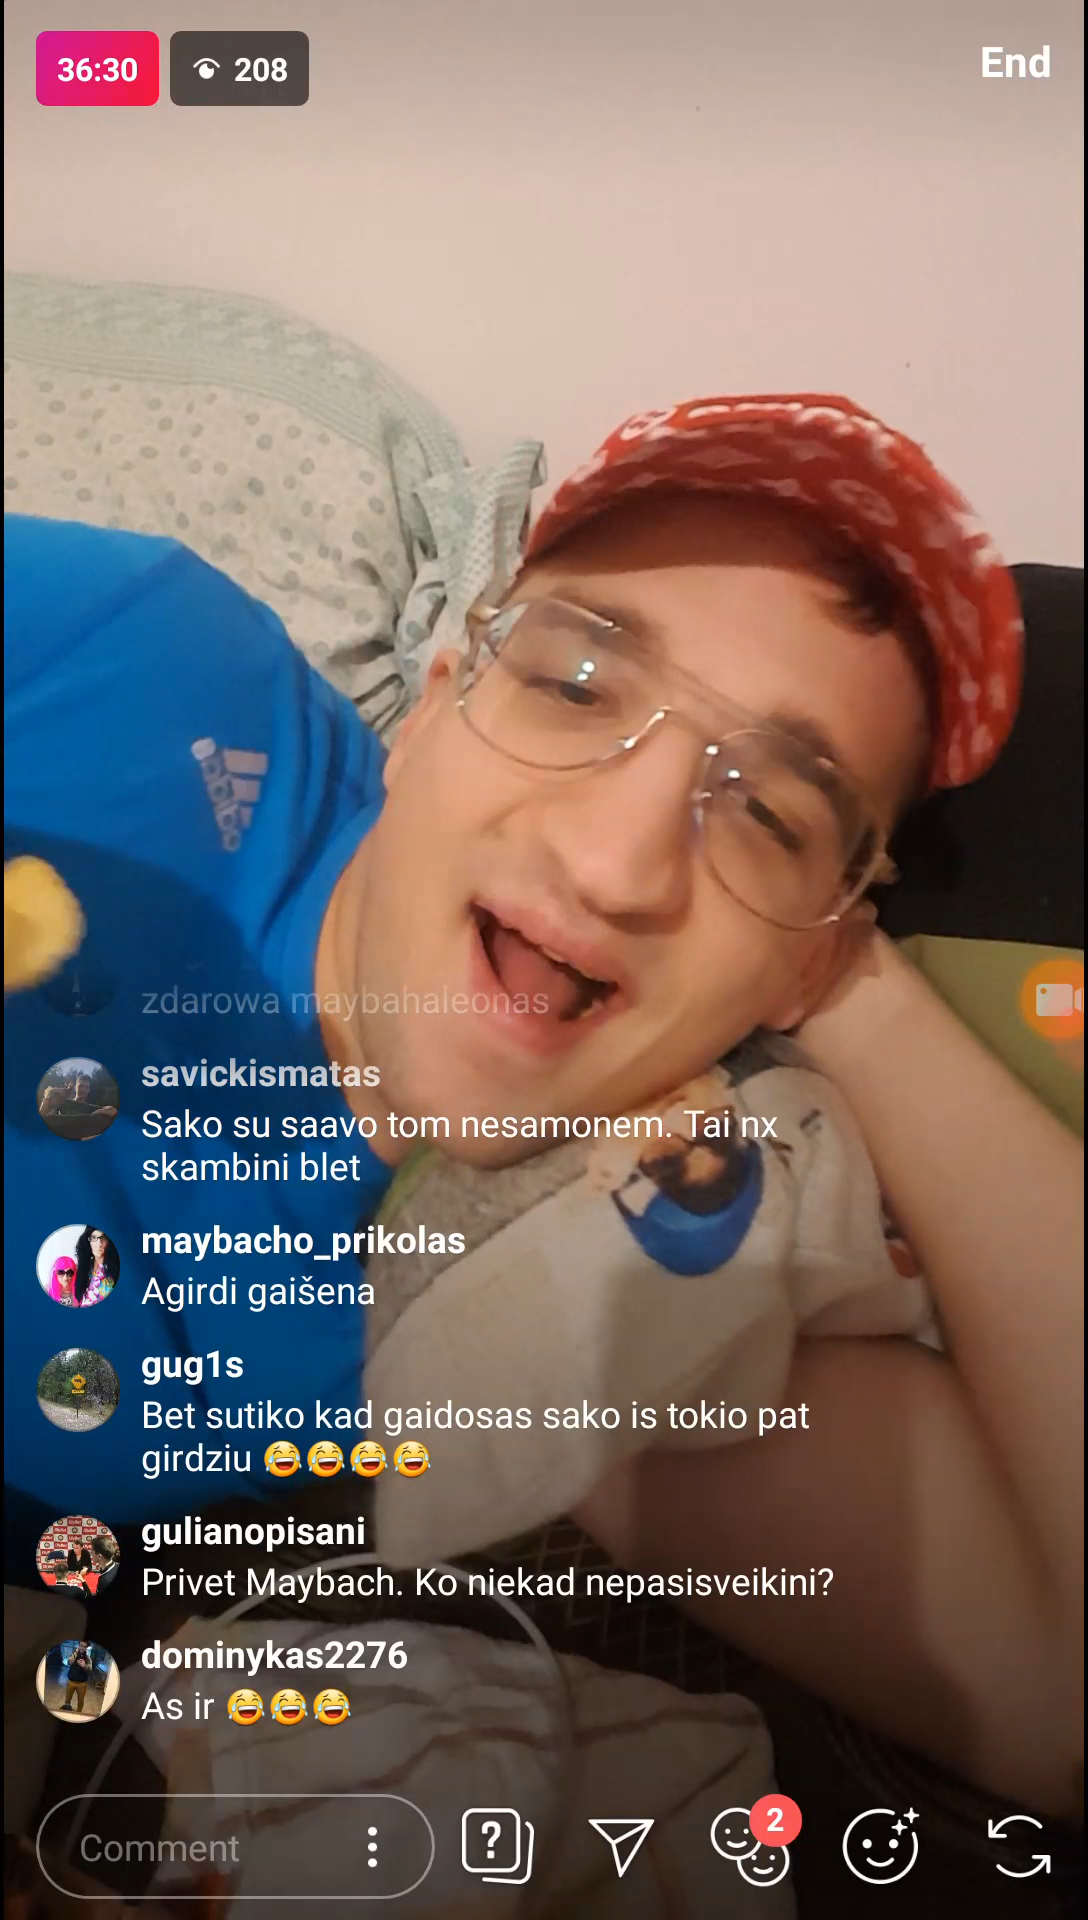 36:30
208
End
adidas
zdarowa maybahaleonas
savickismatas
Sako su saavo tom nesamonem. Tai nx
skambini blet
maybacho_prikolas
Agirdi gaišena
gug1s
Bet sutiko kad gaidosas sako is tokio pat
girdziu 😂😂😂😂
gulianopisani
Privet Maybach. Ko niekad nepasisveikini?
dominykas2276
As ir 😂😂😂
Comment
?
2